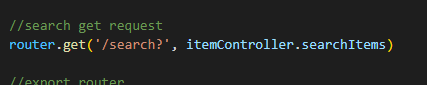 //search get request
router.get('/search?', itemController.searchItems)
//export router